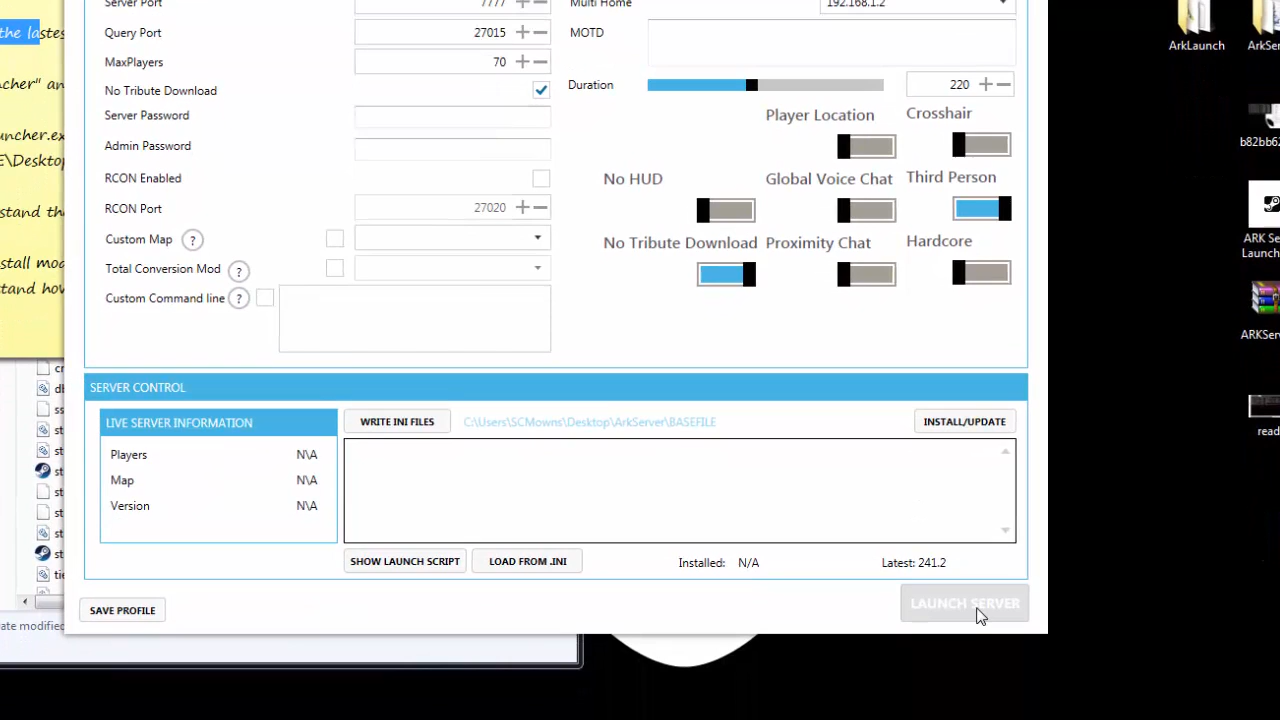 Server Port 7777 Multi Home 192.168.1.2
the lastes
Query Port 27015 MOTD
MaxPlayers 70
No Tribute Download Duration 220
Server Password Player Location Crosshair
Admin Password
RCON Enabled No HUD Global Voice Chat Third Person
RCON Port 27020
Custom Map ? No Tribute Download Proximity Chat Hardcore
Total Conversion Mod ?
Custom Command line ?
SERVER CONTROL
LIVE SERVER INFORMATION WRITE INI FILES C:\Users\SCMowns\Desktop\ArkServer\BASEFILE INSTALL/UPDATE
Players N\A
Map N\A
Version N\A
SHOW LAUNCH SCRIPT LOAD FROM .INI Installed: N/A Latest: 241.2
SAVE PROFILE LAUNCH SERVER
ncher" an
uncher.ex
E\Desktop
stand th
stall mod
stand how
ate modified
ArkLaunch ArkSer
b82bb62
ARK Se
Launch
ARKServ
read